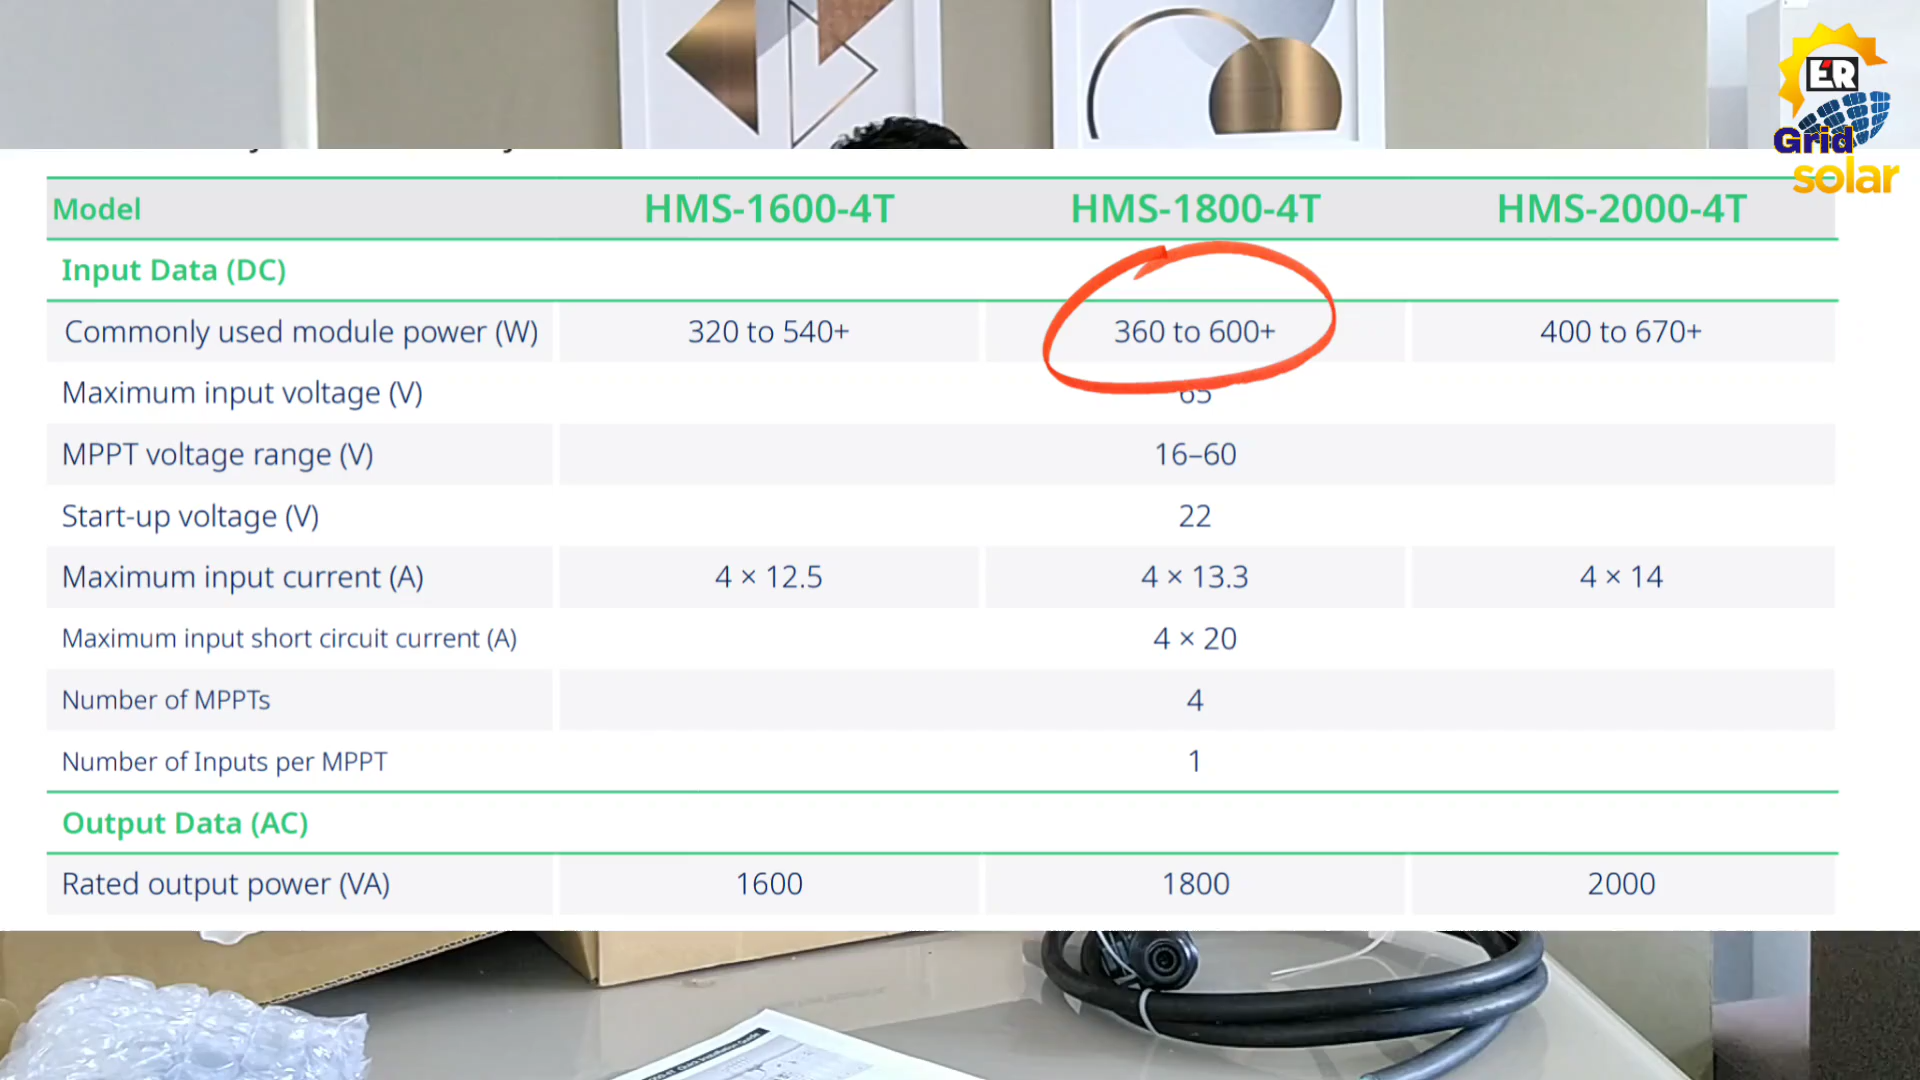 ER
Grid
solar
Model HMS-1600-4T HMS-1800-4T HMS-2000-4T
Input Data (DC)
Commonly used module power (W) 320 to 540+ 360 to 600+ 400 to 670+
Maximum input voltage (V) 65
MPPT voltage range (V) 16–60
Start-up voltage (V) 22
Maximum input current (A) 4 × 12.5 4 × 13.3 4 × 14
Maximum input short circuit current (A) 4 × 20
Number of MPPTs 4
Number of Inputs per MPPT 1
Output Data (AC)
Rated output power (VA) 1600 1800 2000
Quick Installation Guide